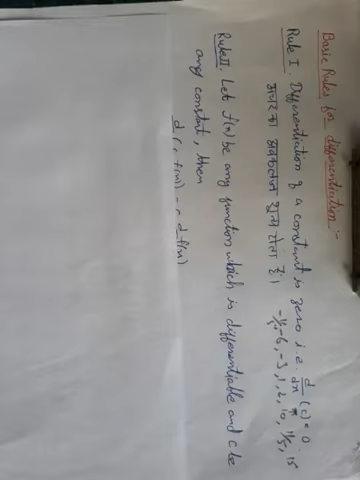 Basic Rules for differentiation :-
Rule I. Differentiation of a constant is zero i.e. d/dx (c) = 0
अचर का अवकलन शून्य होता है। -1/2, -6, -3, 1, 2, 10, 1/5, 15
Rule II. Let f(x) be any function which is differentiable and c be
any constant, then
d (c. f(x)) = c d f(x)